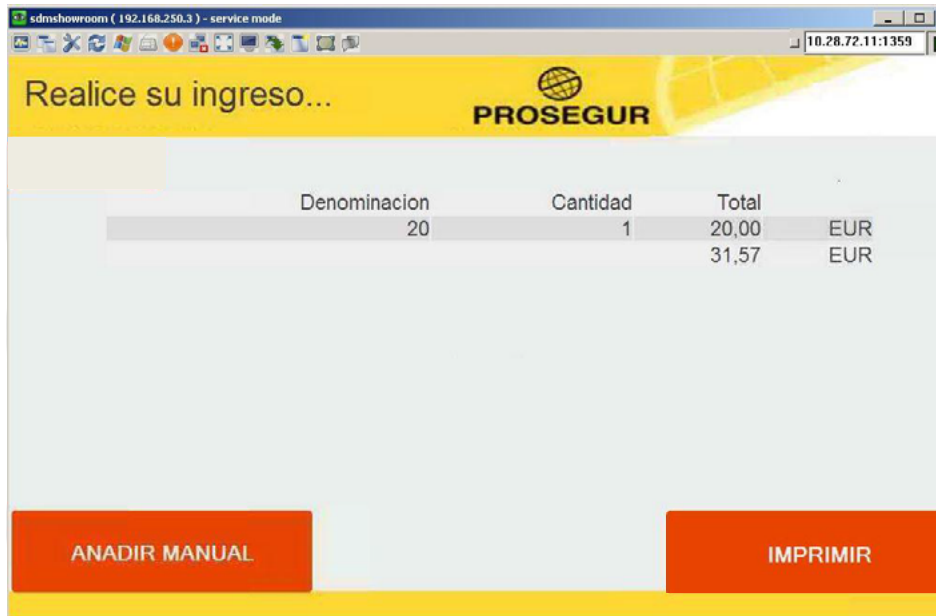 sdmshowroom ( 192.168.250.3 ) - service mode
10.28.72.11:1359
Realice su ingreso...
PROSEGUR
Denominacion Cantidad Total
20 1 20,00 EUR
31,57 EUR
ANADIR MANUAL
IMPRIMIR